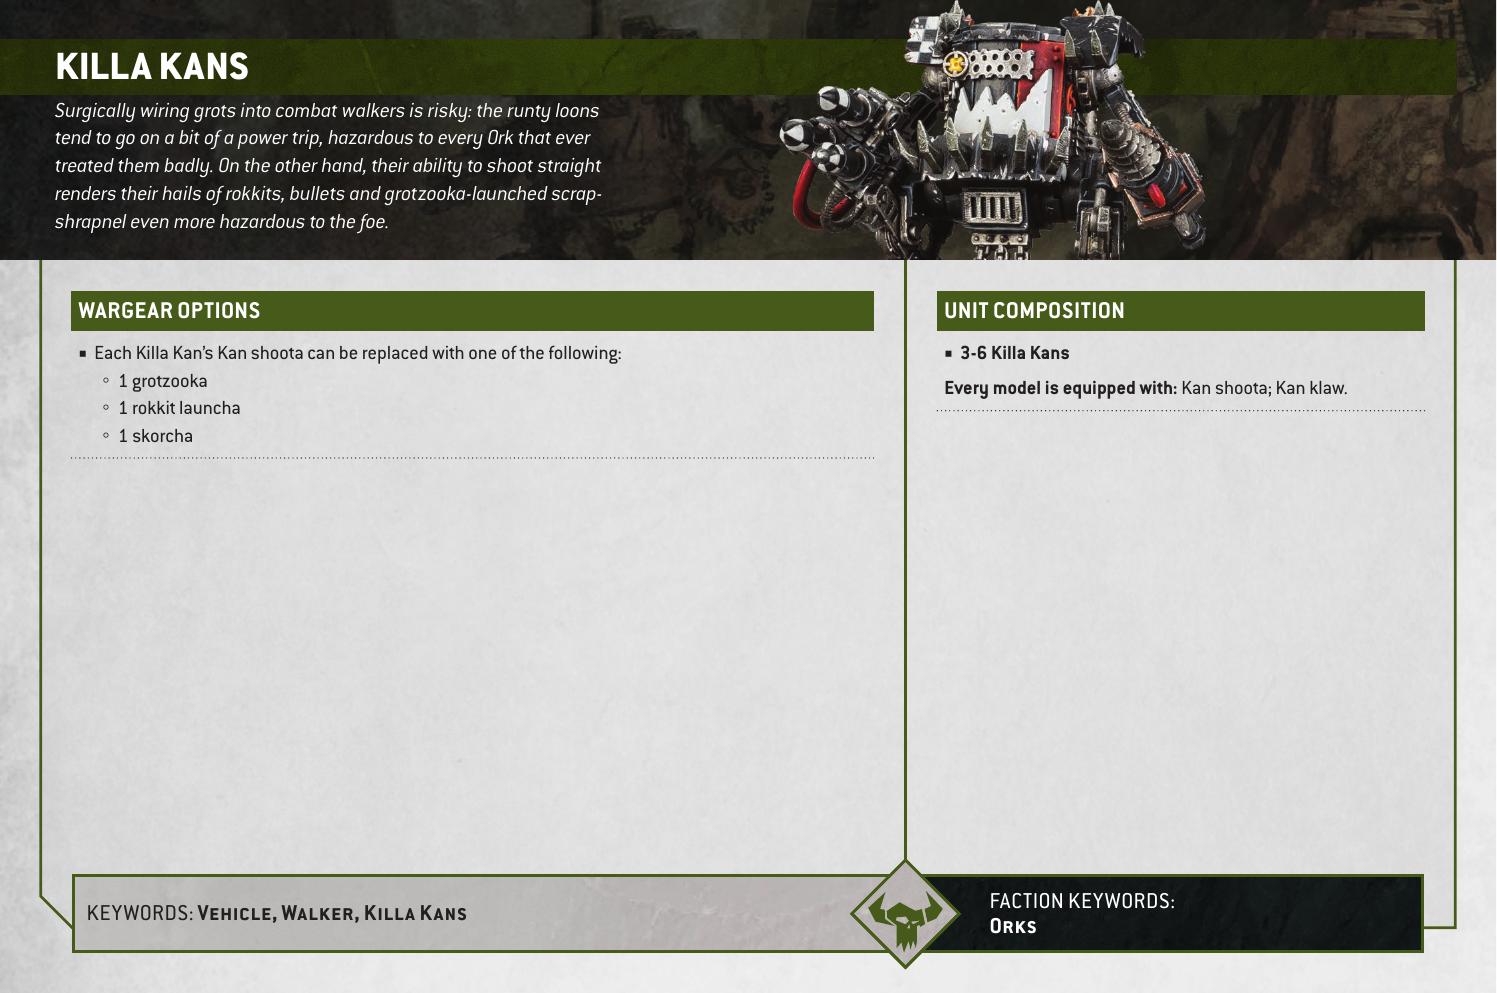 KILLA KANS
Surgically wiring grots into combat walkers is risky: the runty loons
tend to go on a bit of a power trip, hazardous to every Ork that ever
treated them badly. On the other hand, their ability to shoot straight
renders their hails of rokkits, bullets and grotzooka-launched scrap-
shrapnel even more hazardous to the foe.
WARGEAR OPTIONS
■ Each Killa Kan’s Kan shoota can be replaced with one of the following:
◦ 1 grotzooka
◦ 1 rokkit launcha
◦ 1 skorcha
UNIT COMPOSITION
■ 3-6 Killa Kans
Every model is equipped with: Kan shoota; Kan klaw.
KEYWORDS: Vehicle, Walker, Killa Kans
FACTION KEYWORDS:
Orks